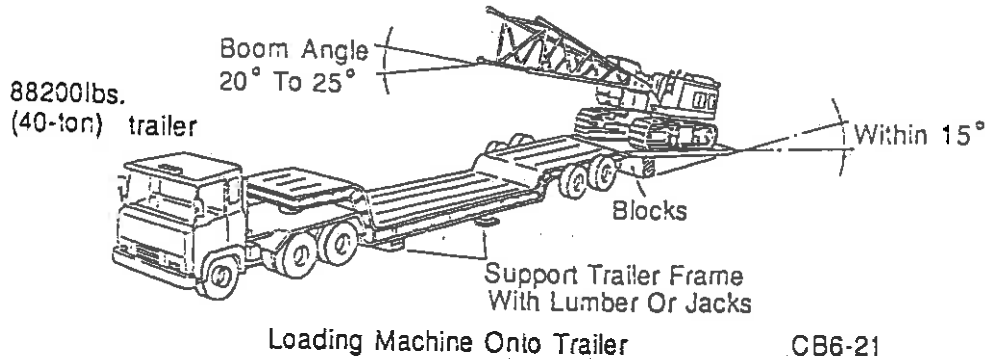 Boom Angle
20° To 25°
88200lbs.
(40-ton) trailer
Within 15°
Blocks
Support Trailer Frame
With Lumber Or Jacks
Loading Machine Onto Trailer
CB6-21